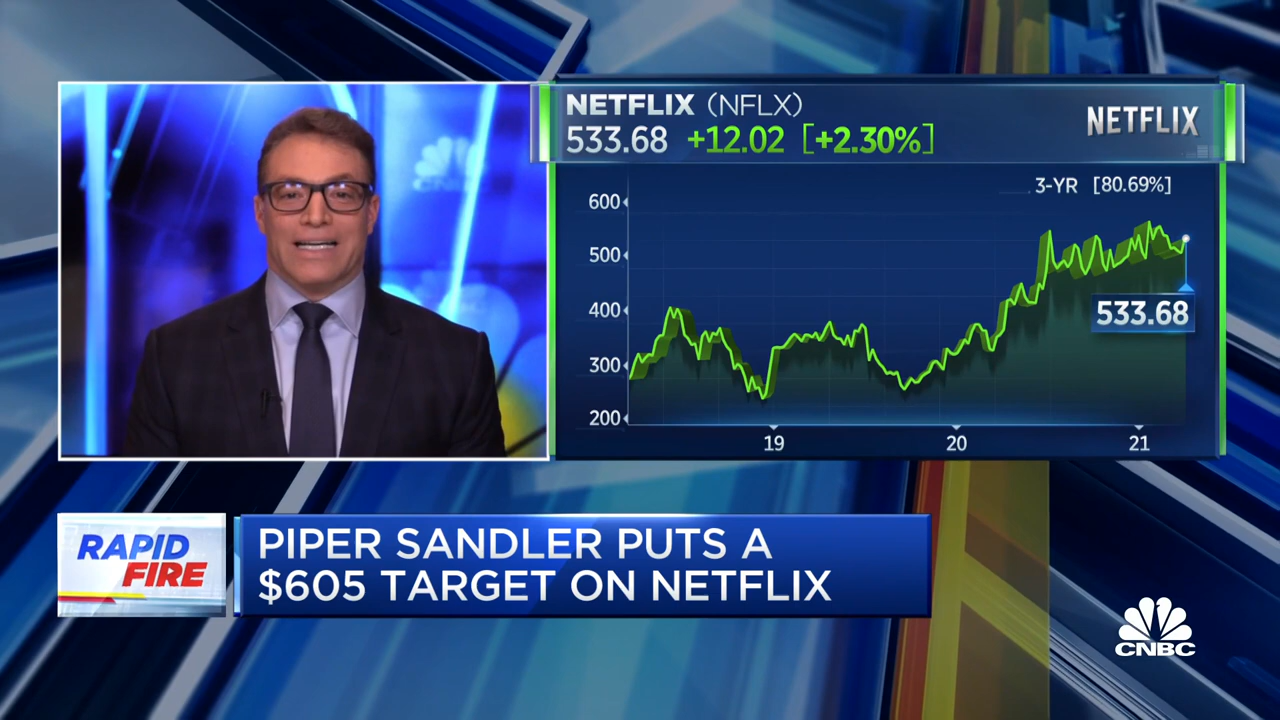 NETFLIX (NFLX)
533.68 +12.02 [+2.30%]
NETFLIX
3-YR [80.69%]
600
500
400
300
200
533.68
19 20 21
CNBC
RAPID
FIRE
PIPER SANDLER PUTS A
$605 TARGET ON NETFLIX
CNBC